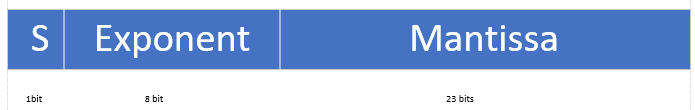 S Exponent Mantissa
1bit 8 bit 23 bits